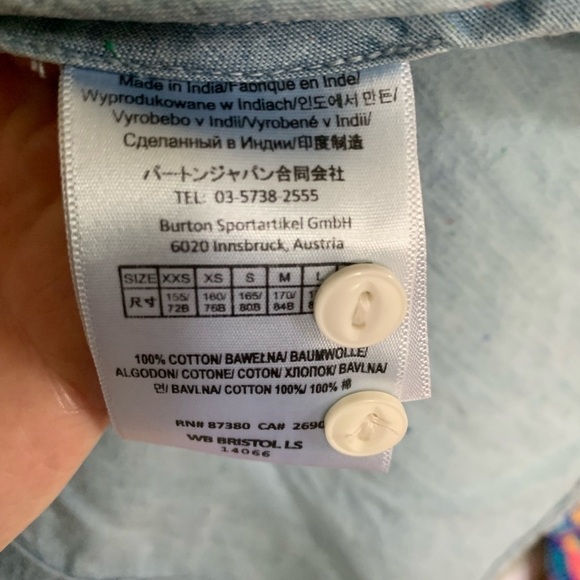 Made in India/Fabriqué en Inde/
Wyprodukowane w Indiach/인도에서 만든/
Vyrobebo v Indii/Vyrobené v Indii/
Сделанный в Индии/印度制造
バートンジャパン合同会社
TEL: 03-5738-2555
Burton Sportartikel GmbH
6020 Innsbruck, Austria
SIZE XXS XS S M L
尺寸 155/72B 160/76B 165/80B 170/84B
100% COTTON/ BAWEŁNA/ BAUMWOLLE/
ALGODON/ COTONE/ COTON/ ХЛОПОК/ BAVLNA/
면/ BAVLNA/ COTTON 100%/ 100% 棉
RN# 87380 CA# 2690
WB BRISTOL LS
14066